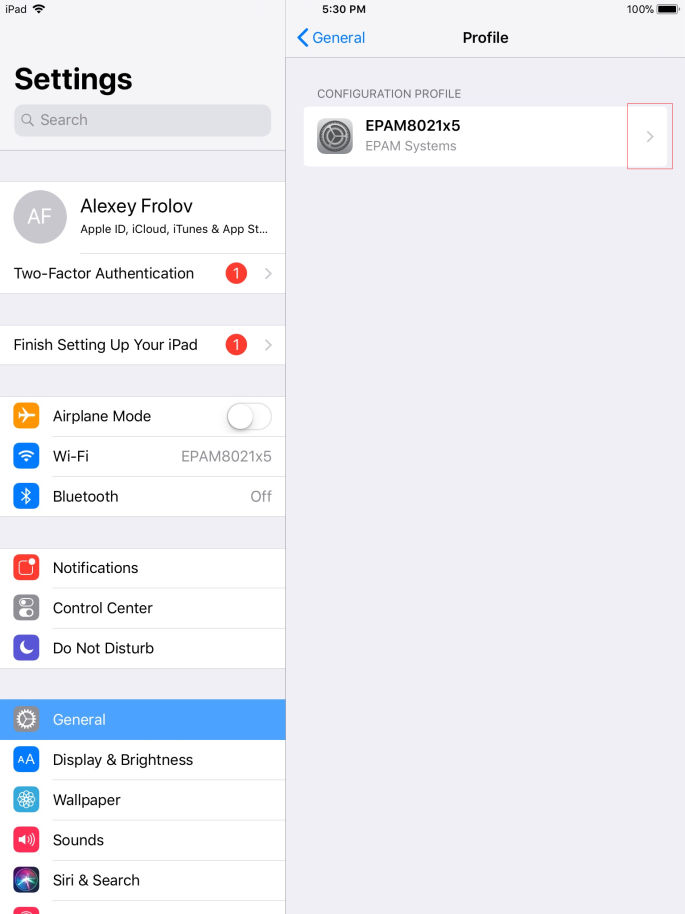 iPad
5:30 PM
100%
Settings
Search
AF
Alexey Frolov
Apple ID, iCloud, iTunes & App St...
Two-Factor Authentication 1
Finish Setting Up Your iPad 1
Airplane Mode
Wi-Fi EPAM8021x5
Bluetooth Off
Notifications
Control Center
Do Not Disturb
General
AA Display & Brightness
Wallpaper
Sounds
Siri & Search
General
Profile
CONFIGURATION PROFILE
EPAM8021x5
EPAM Systems